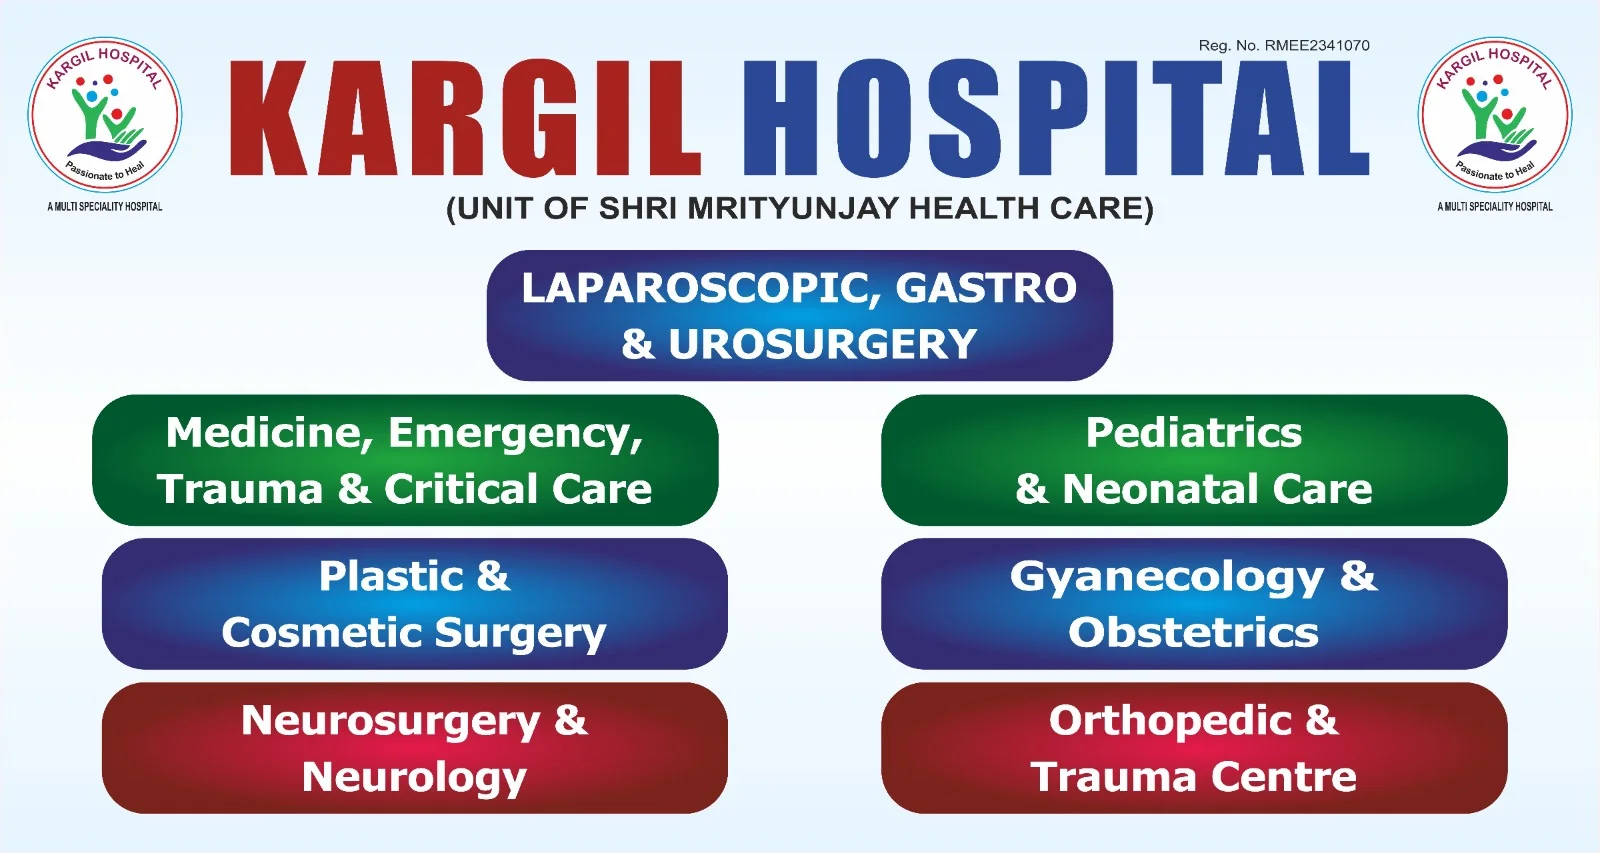 Reg. No. RMEE2341070
KARGIL HOSPITAL
Passionate to Heal
A MULTI SPECIALITY HOSPITAL
KARGIL HOSPITAL
(UNIT OF SHRI MRITYUNJAY HEALTH CARE)
KARGIL HOSPITAL
Passionate to Heal
A MULTI SPECIALITY HOSPITAL
LAPAROSCOPIC, GASTRO
& UROSURGERY
Medicine, Emergency,
Trauma & Critical Care
Pediatrics
& Neonatal Care
Plastic &
Cosmetic Surgery
Gyanecology &
Obstetrics
Neurosurgery &
Neurology
Orthopedic &
Trauma Centre